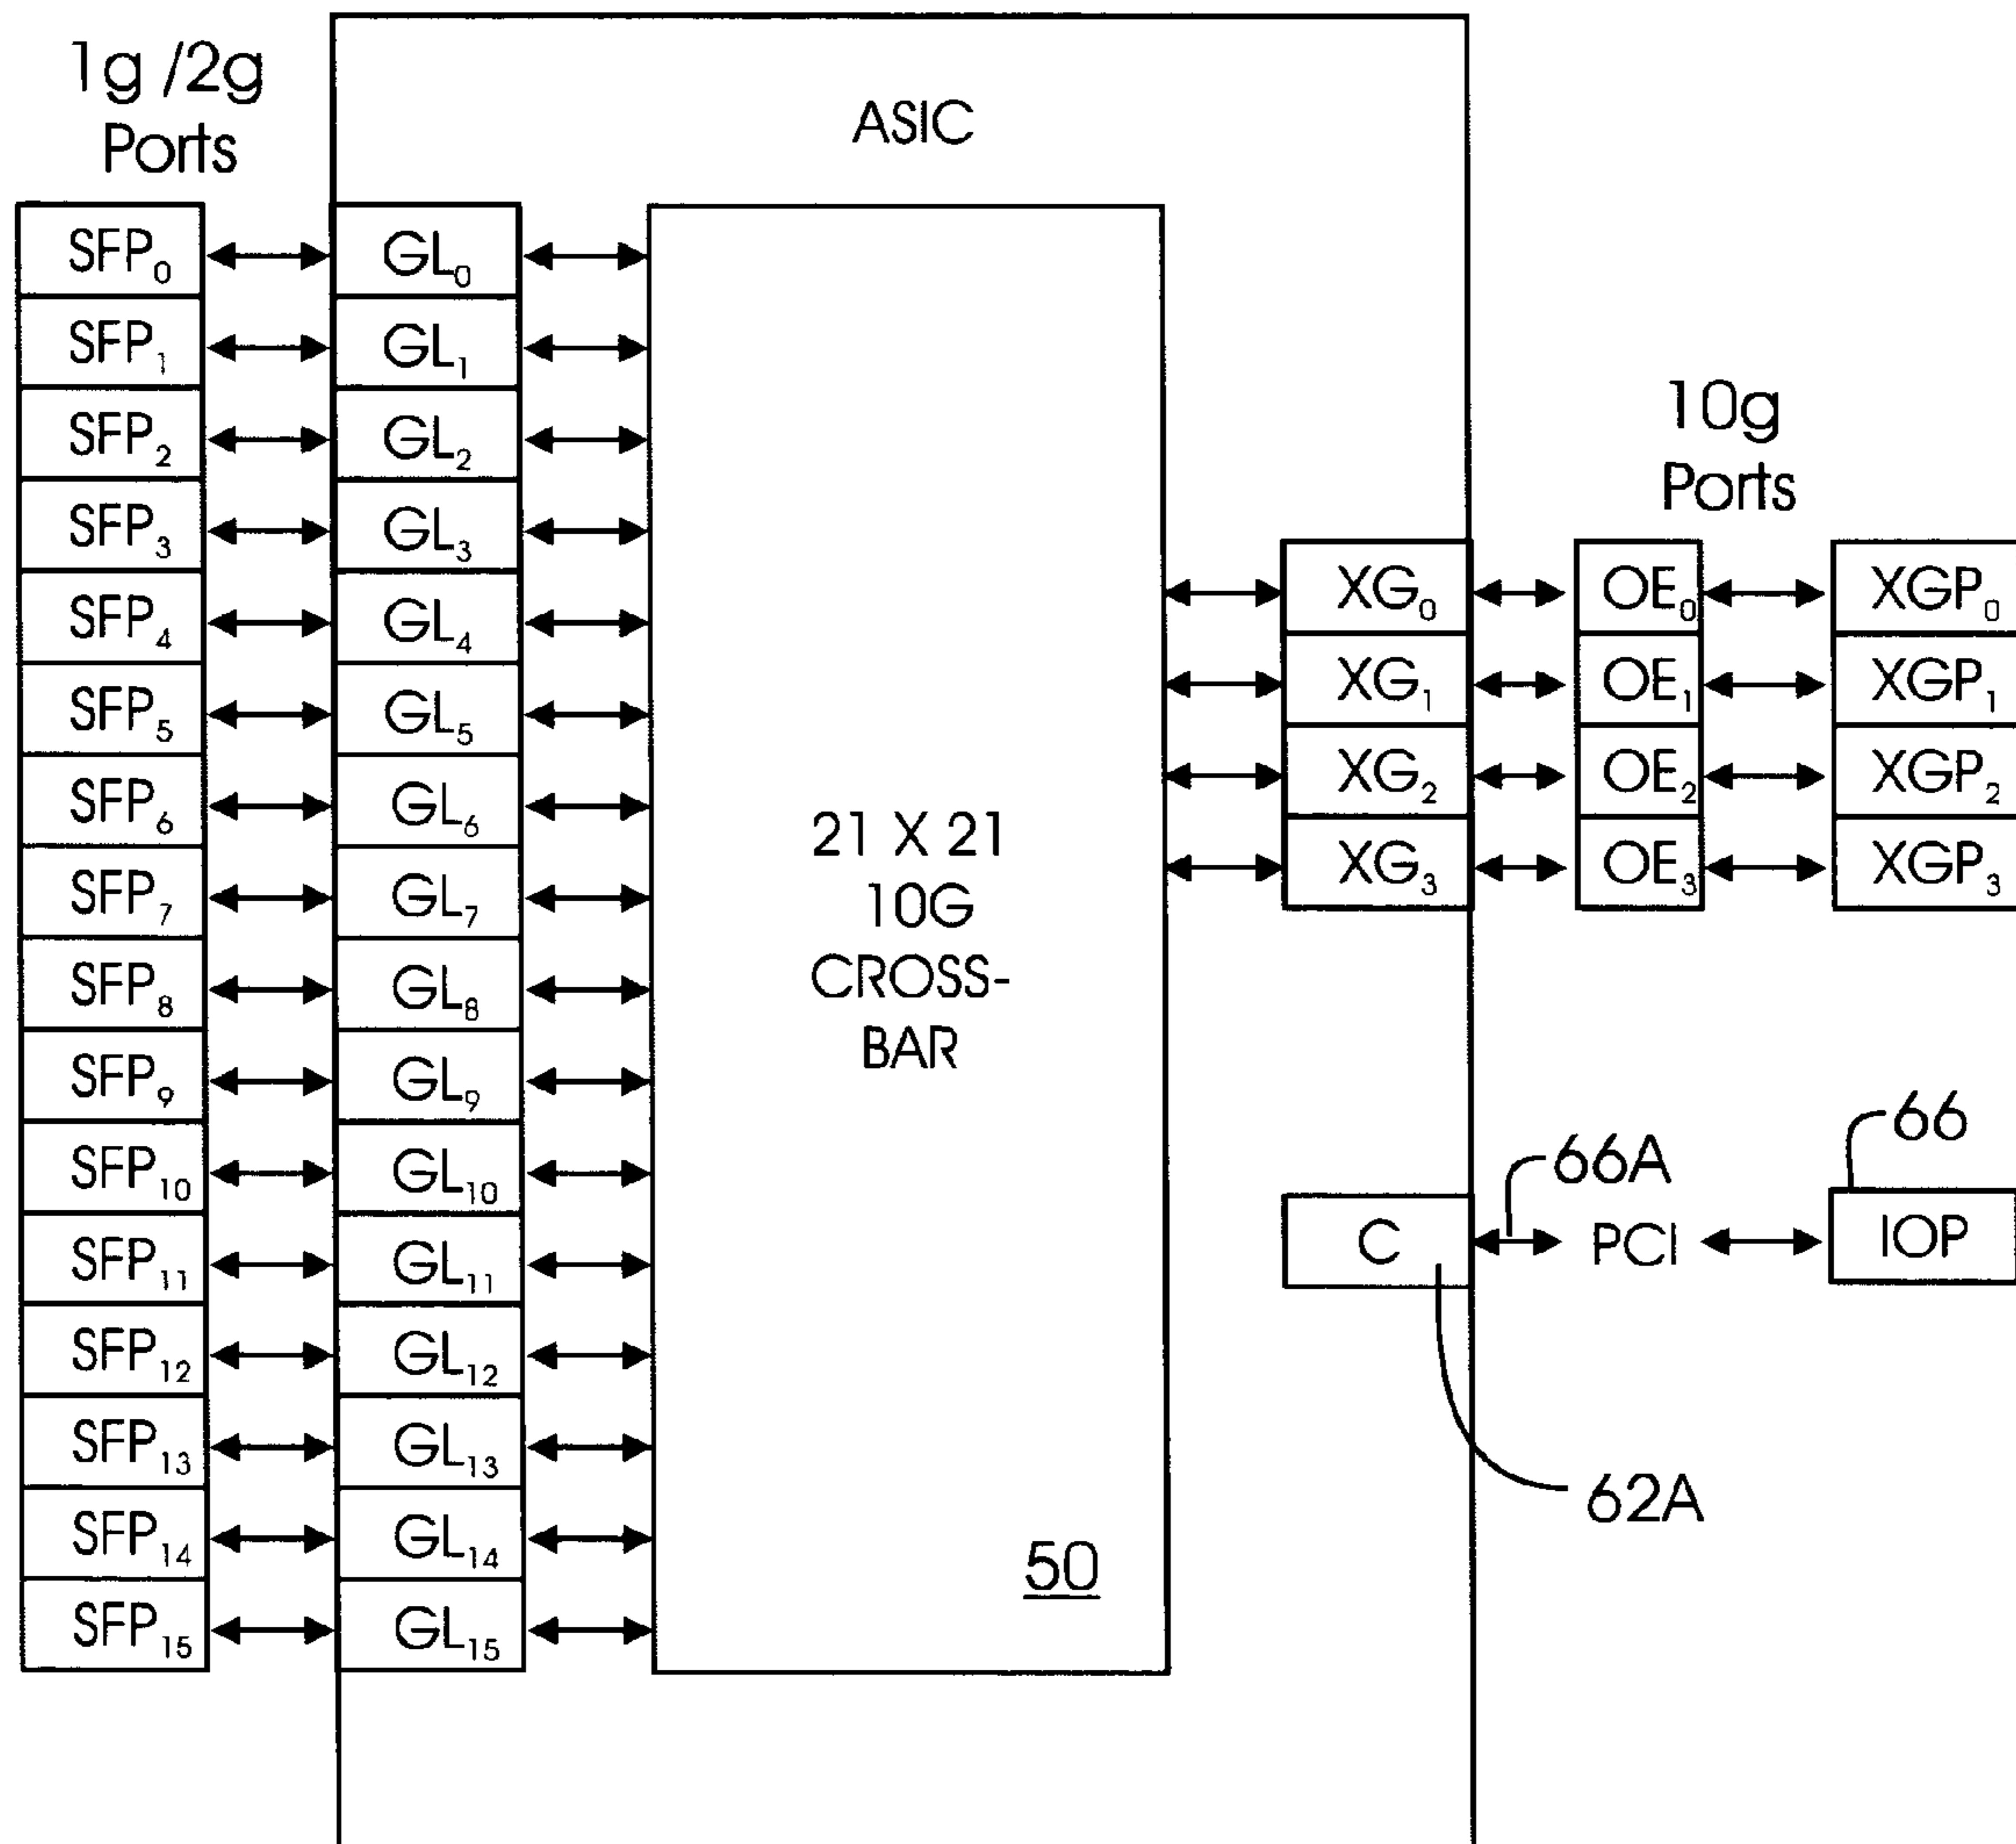 1g /2g
Ports
ASIC
SFP₀ GL₀
SFP₁ GL₁
SFP₂ GL₂
SFP₃ GL₃
SFP₄ GL₄
SFP₅ GL₅
SFP₆ GL₆
SFP₇ GL₇
SFP₈ GL₈
SFP₉ GL₉
SFP₁₀ GL₁₀
SFP₁₁ GL₁₁
SFP₁₂ GL₁₂
SFP₁₃ GL₁₃
SFP₁₄ GL₁₄
SFP₁₅ GL₁₅
21 X 21
10G
CROSS-
BAR
50
10g
Ports
XG₀ OE₀ XGP₀
XG₁ OE₁ XGP₁
XG₂ OE₂ XGP₂
XG₃ OE₃ XGP₃
66
66A
C PCI IOP
62A